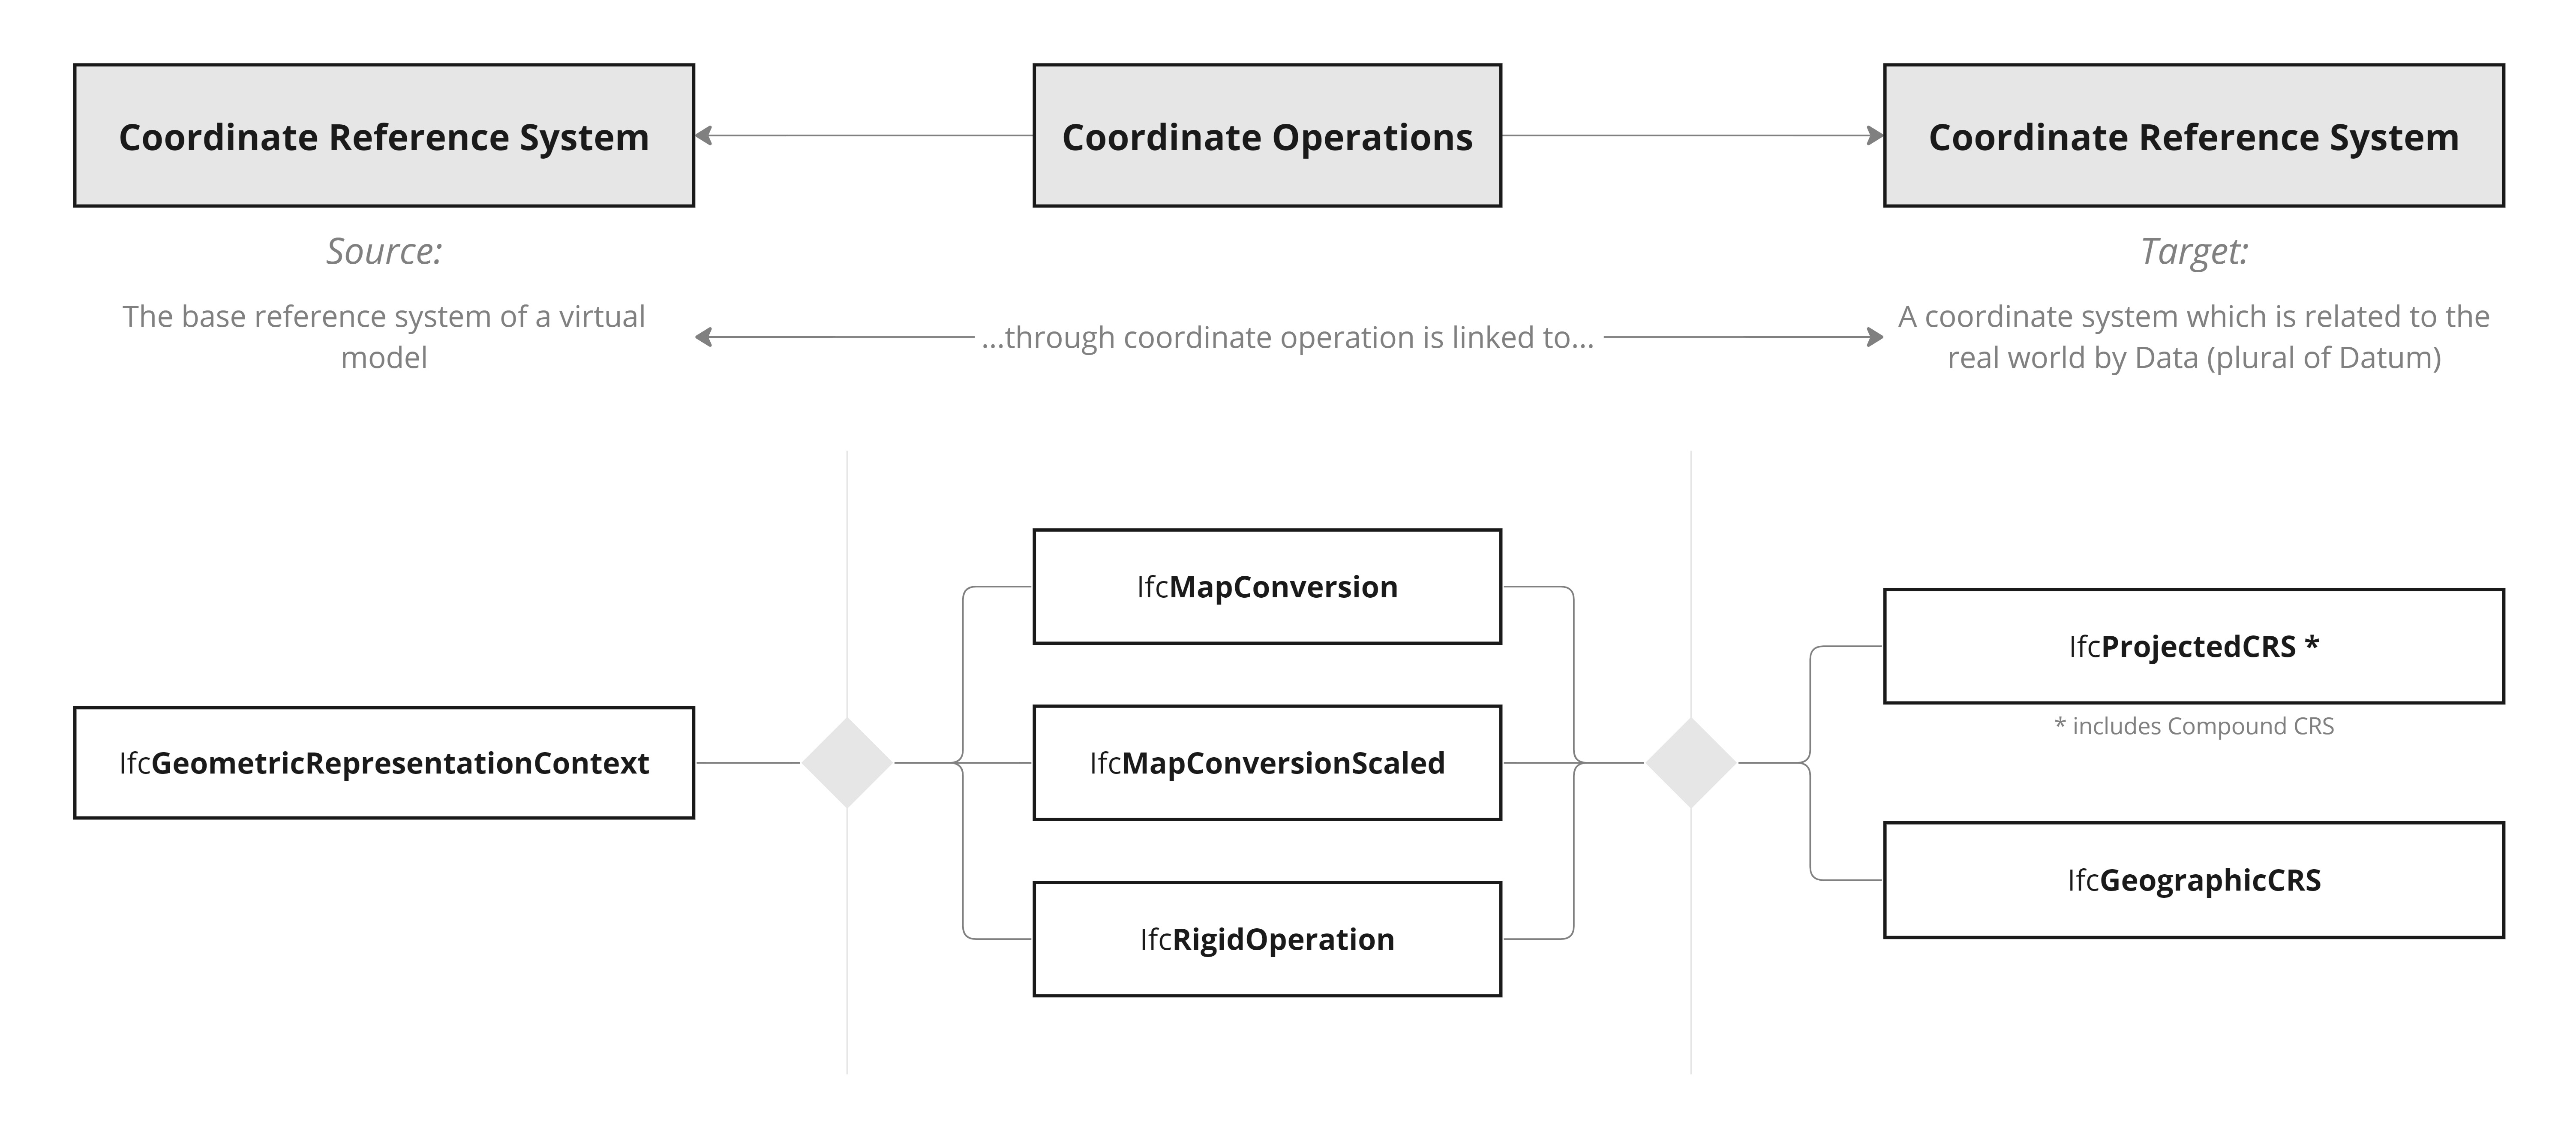 Coordinate Reference System
Coordinate Operations
Coordinate Reference System
Source:
Target:
The base reference system of a virtual
model
...through coordinate operation is linked to...
A coordinate system which is related to the
real world by Data (plural of Datum)
IfcMapConversion
IfcProjectedCRS *
* includes Compound CRS
IfcGeometricRepresentationContext
IfcMapConversionScaled
IfcGeographicCRS
IfcRigidOperation